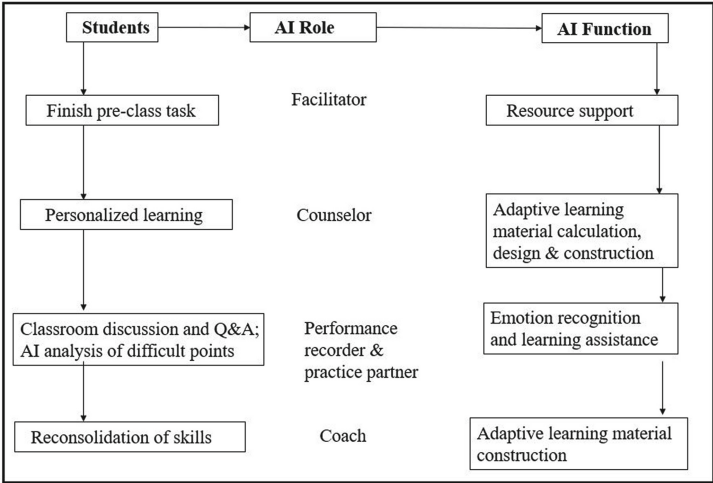 Students
AI Role
AI Function
Finish pre-class task
Facilitator
Resource support
Personalized learning
Counselor
Adaptive learning
material calculation,
design & construction
Classroom discussion and Q&A;
AI analysis of difficult points
Performance
recorder &
practice partner
Emotion recognition
and learning assistance
Reconsolidation of skills
Coach
Adaptive learning material
construction